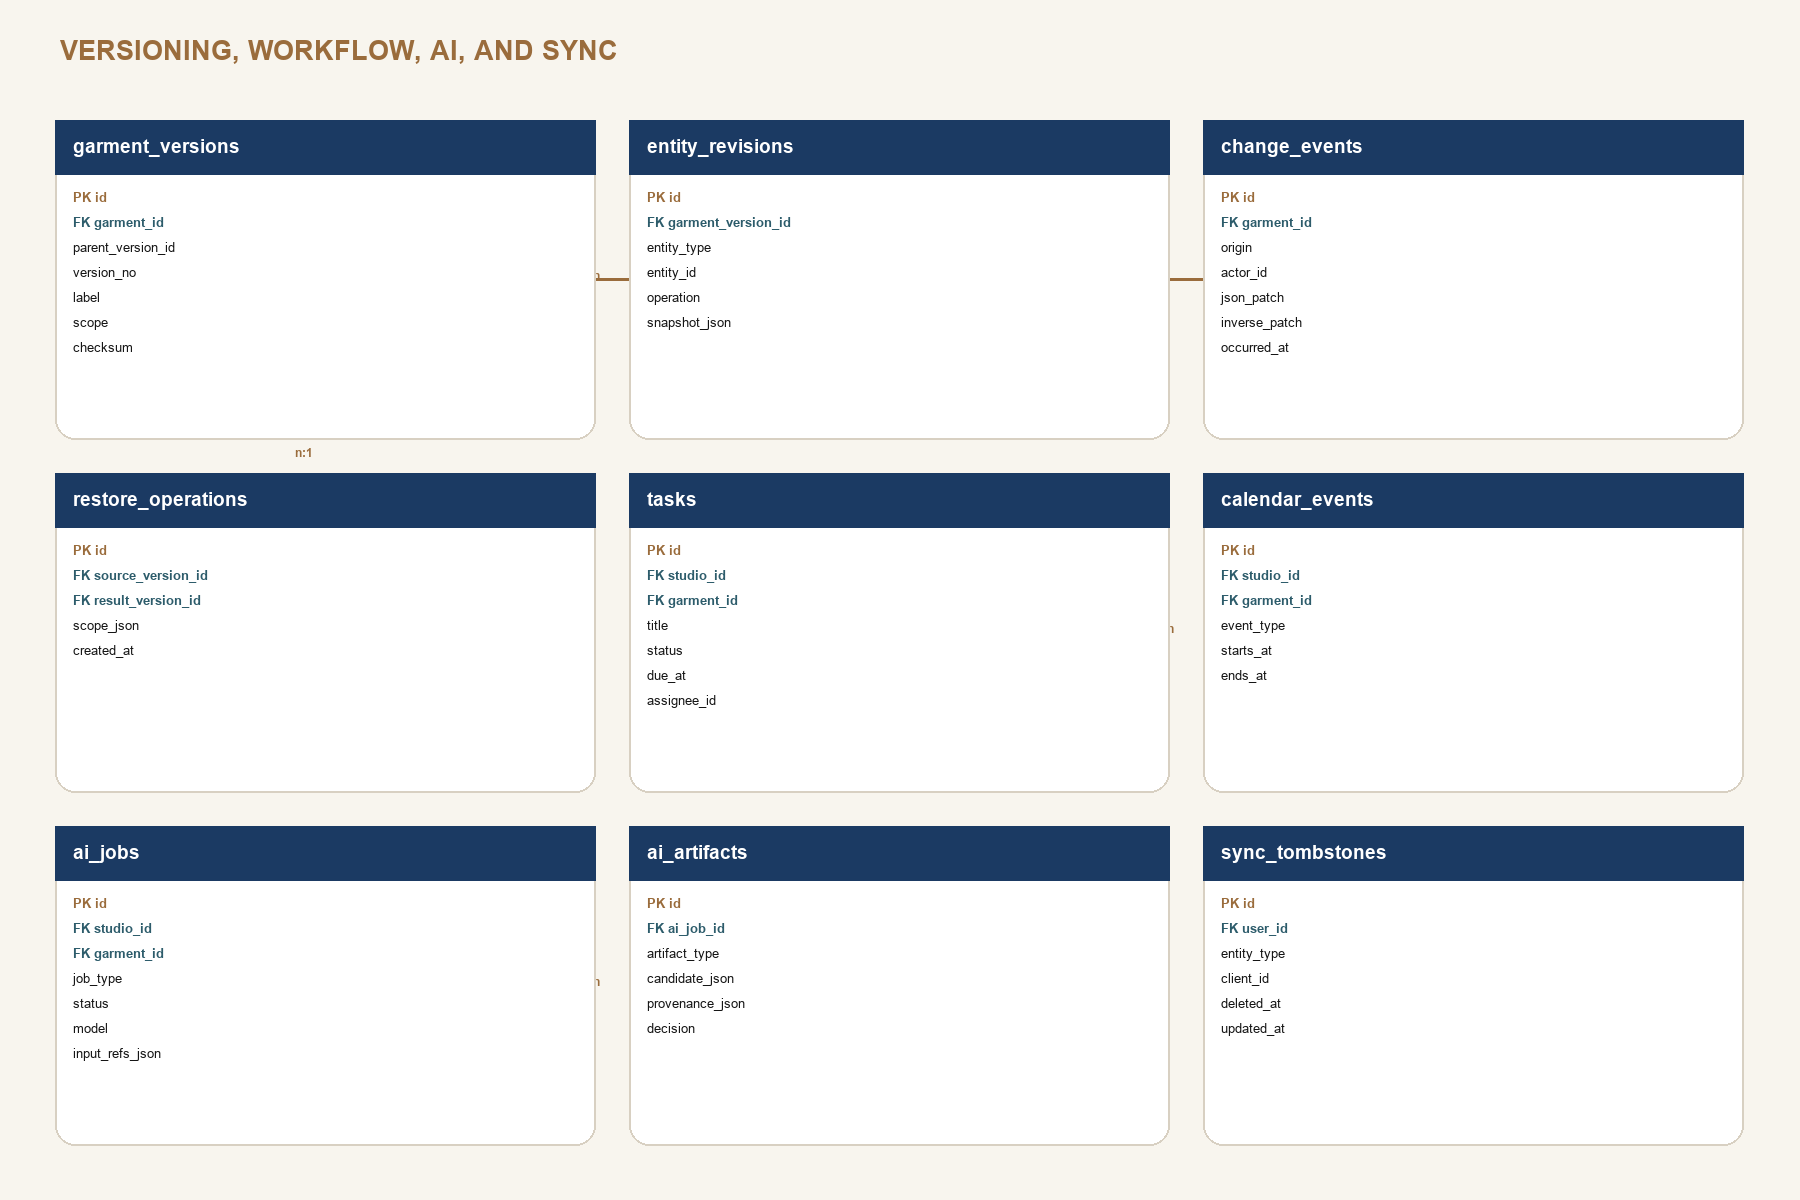 VERSIONING, WORKFLOW, AI, AND SYNC
garment_versions
PK id
FK garment_id
parent_version_id
version_no
label
scope
checksum
entity_revisions
PK id
FK garment_version_id
entity_type
entity_id
operation
snapshot_json
change_events
PK id
FK garment_id
origin
actor_id
json_patch
inverse_patch
occurred_at
n:1
restore_operations
PK id
FK source_version_id
FK result_version_id
scope_json
created_at
tasks
PK id
FK studio_id
FK garment_id
title
status
due_at
assignee_id
calendar_events
PK id
FK studio_id
FK garment_id
event_type
starts_at
ends_at
ai_jobs
PK id
FK studio_id
FK garment_id
job_type
status
model
input_refs_json
ai_artifacts
PK id
FK ai_job_id
artifact_type
candidate_json
provenance_json
decision
sync_tombstones
PK id
FK user_id
entity_type
client_id
deleted_at
updated_at